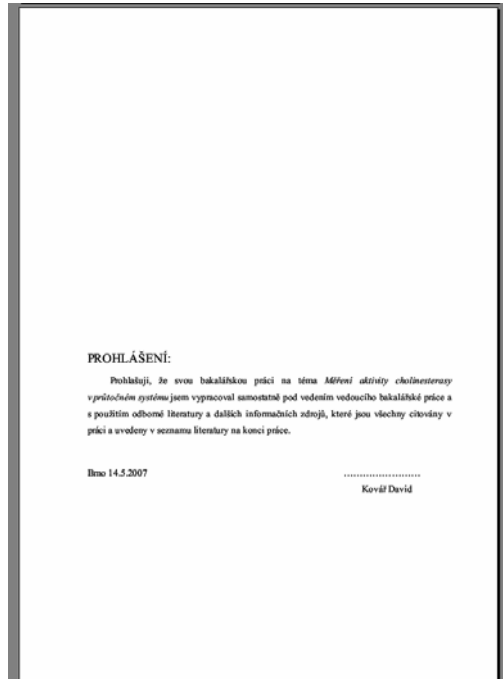 PROHLÁŠENÍ:
Prohlašuji, že svou bakalářskou práci na téma Měření aktivity cholinesterasy
v průtočném systému jsem vypracoval samostatně pod vedením vedoucího bakalářské práce a
s použitím odborné literatury a dalších informačních zdrojů, které jsou všechny citovány v
práci a uvedeny v seznamu literatury na konci práce.
Brno 14.5.2007
........................
Kovář David